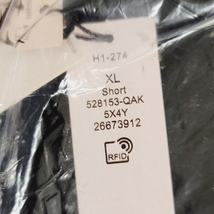 H1-274
XL
Short
528153-QAK
5X4Y
26673912
RFID